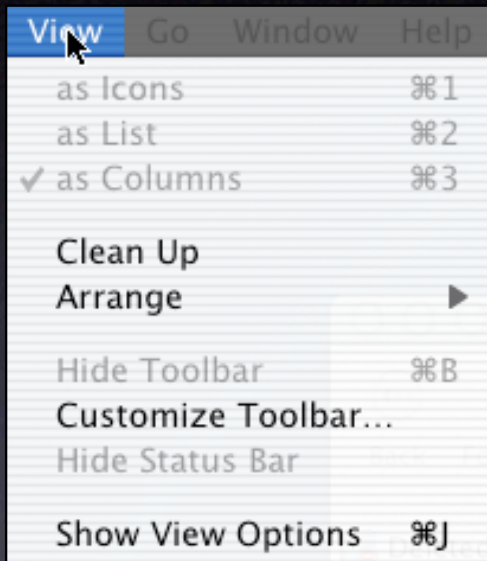 View Go Window Help
as Icons ⌘1
as List ⌘2
✓ as Columns ⌘3
Clean Up
Arrange ▶
Hide Toolbar ⌘B
Customize Toolbar...
Hide Status Bar
Show View Options ⌘J